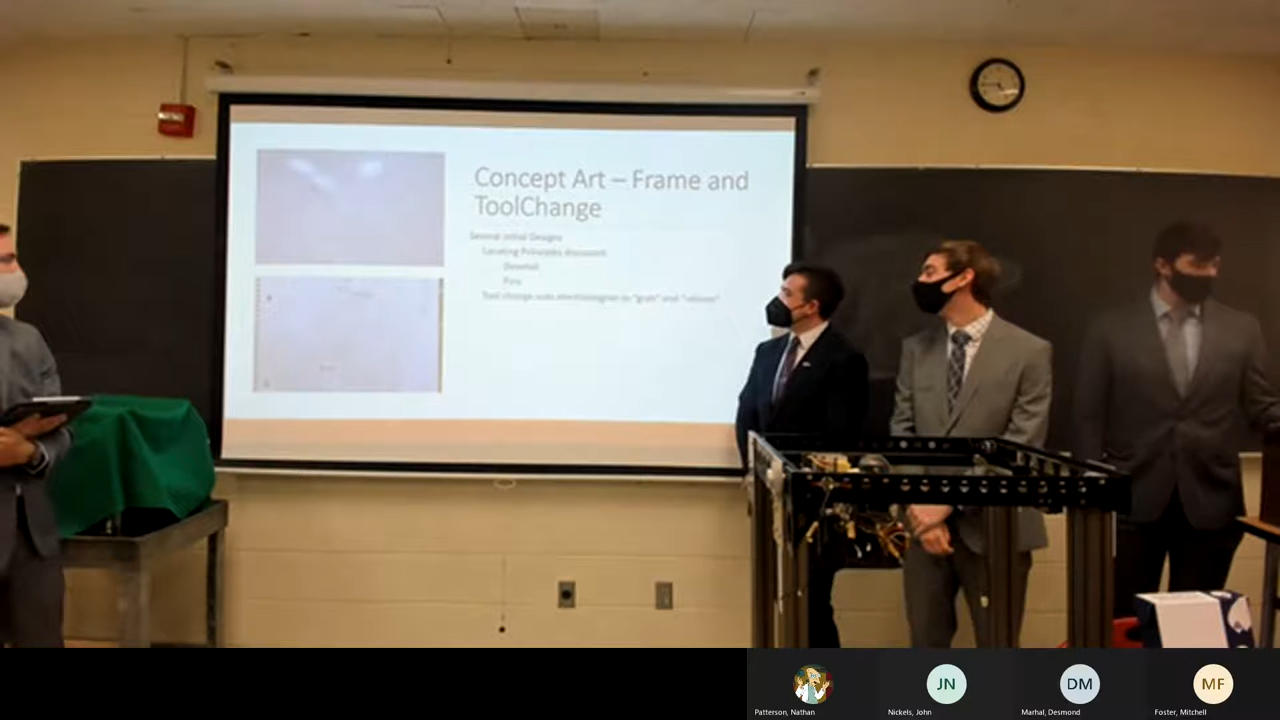 Concept Art – Frame and
ToolChange
Several Initial Designs
Locating Principles discussed
Dovetail
Pins
Tool change uses electromagnet to "grab" and "release"
JN
DM
MF
Patterson, Nathan
Nickels, John
Marhal, Desmond
Foster, Mitchell